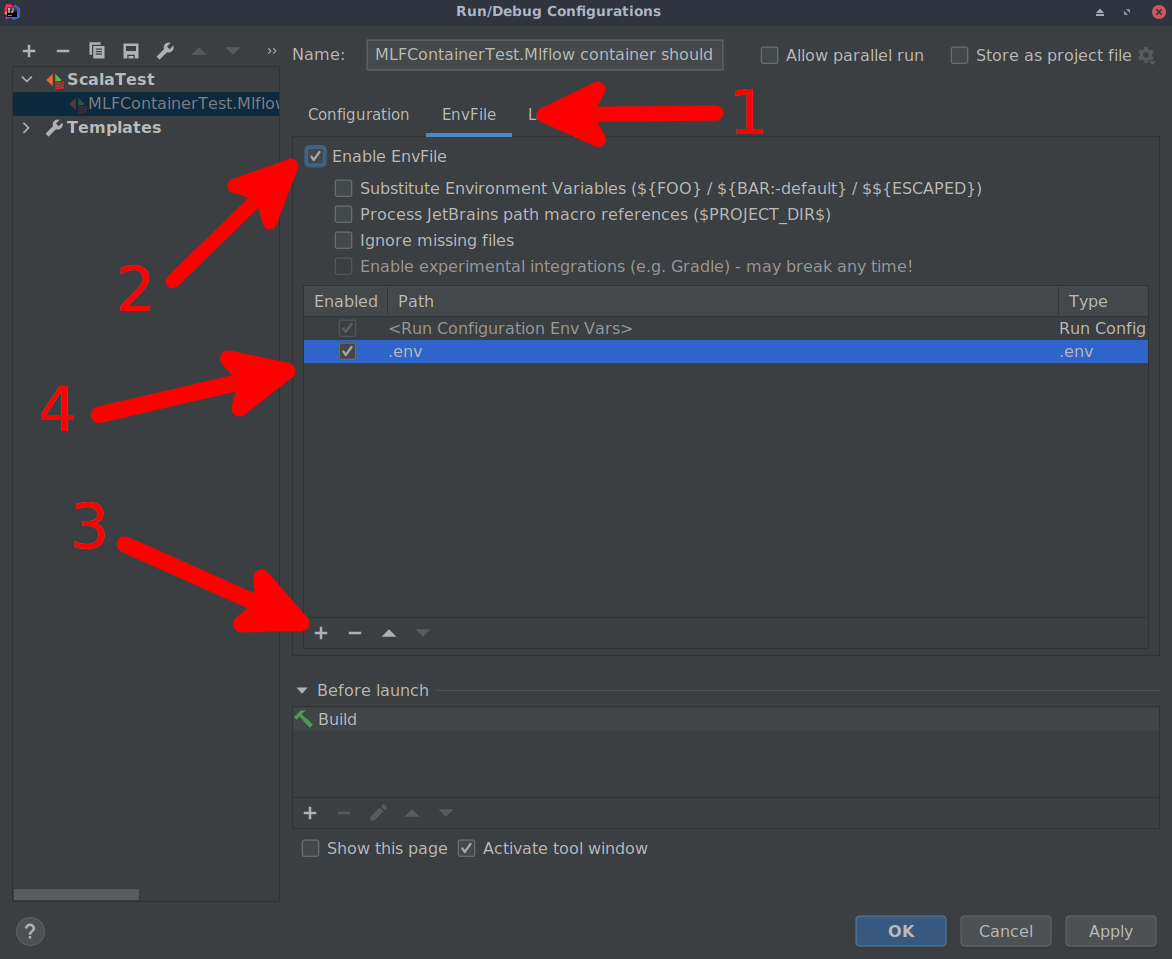 Run/Debug Configurations
Name: MLFContainerTest.Mlflow container should
Allow parallel run
Store as project file
ScalaTest
MLFContainerTest.Mlflow
Templates
Configuration EnvFile
1
Enable EnvFile
Substitute Environment Variables (${FOO} / ${BAR:-default} / $${ESCAPED})
Process JetBrains path macro references ($PROJECT_DIR$)
Ignore missing files
Enable experimental integrations (e.g. Gradle) - may break any time!
2
Enabled Path Type
<Run Configuration Env Vars> Run Config
.env .env
4
3
Before launch
Build
Show this page Activate tool window
? OK Cancel Apply